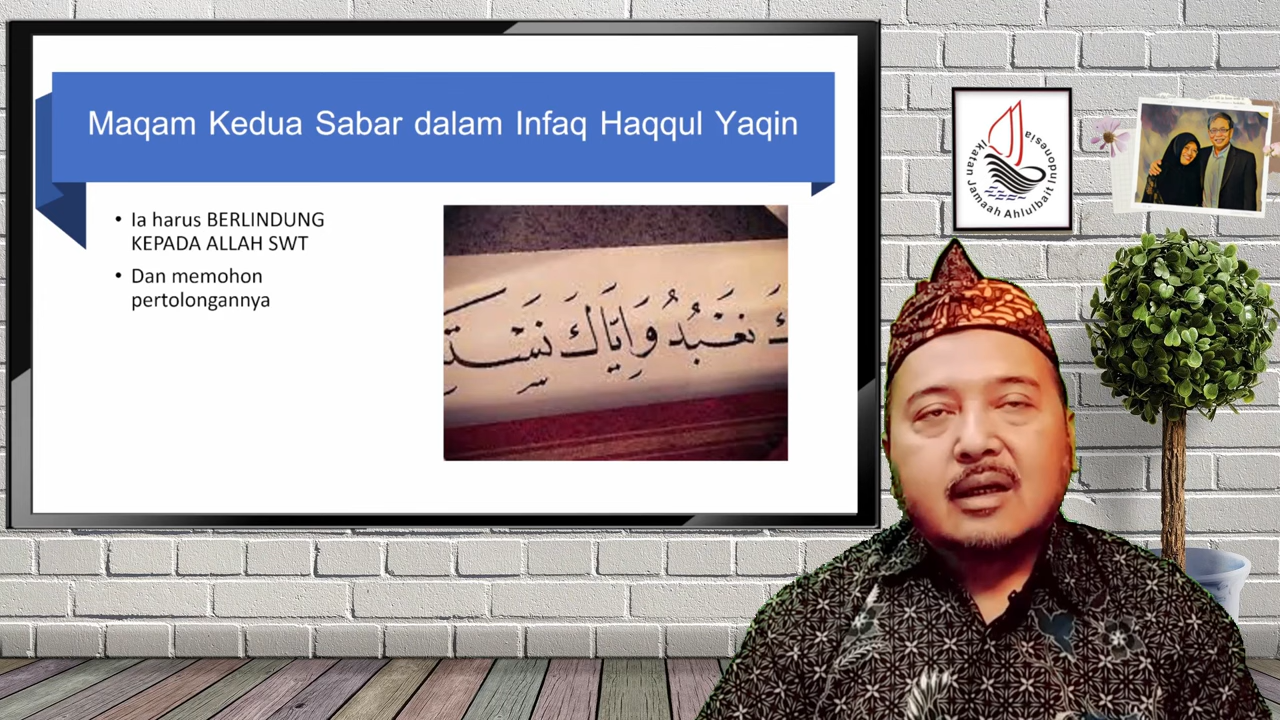 Maqam Kedua Sabar dalam Infaq Haqqul Yaqin
• Ia harus BERLINDUNG
KEPADA ALLAH SWT
• Dan memohon
pertolongannya
نَعْبُدُ وَإِيَّاكَ
Ikatan Jamaah Ahlulbait Indonesia